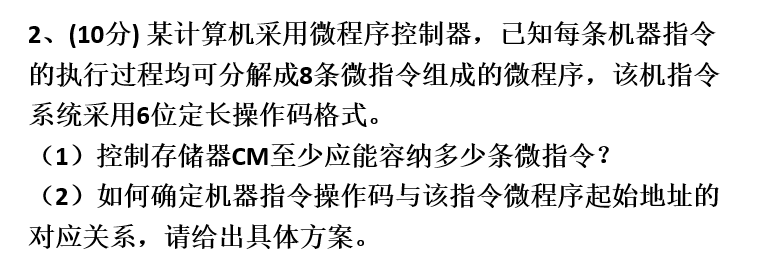 2、(10分) 某计算机采用微程序控制器，已知每条机器指令
的执行过程均可分解成8条微指令组成的微程序，该机指令
系统采用6位定长操作码格式。
（1）控制存储器CM至少应能容纳多少条微指令？
（2）如何确定机器指令操作码与该指令微程序起始地址的
对应关系，请给出具体方案。